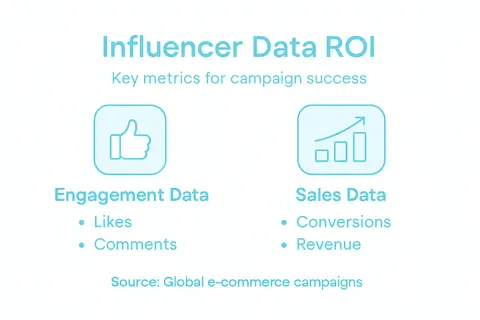 Influencer Data ROI
Key metrics for campaign success
Engagement Data
• Likes
• Comments
Sales Data
• Conversions
• Revenue
Source: Global e-commerce campaigns